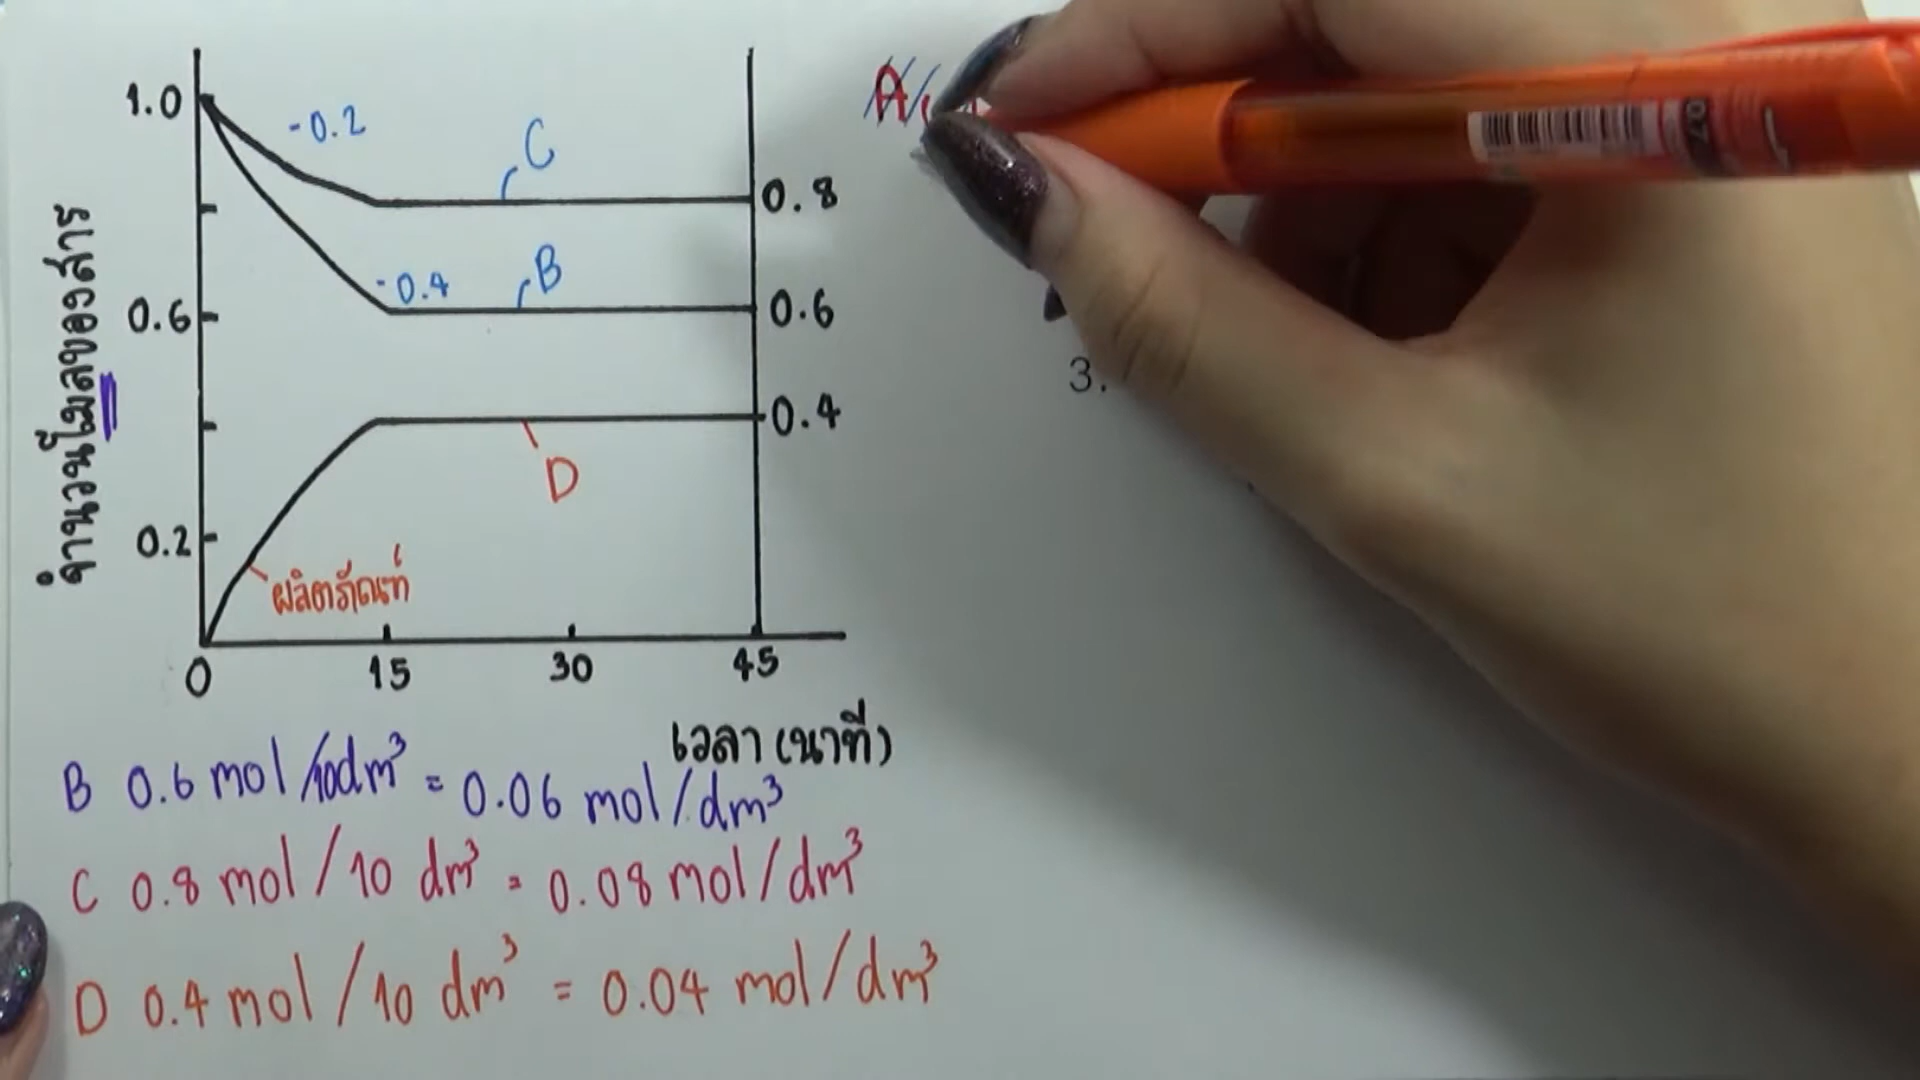 1.0
-0.2
C
0.8
-0.4
B
0.6
0.6
0.4
D
0.2
ผลิตภัณฑ์
จำนวนโมลของสาร
0 15 30 45
เวลา (นาที)
3.
0.7
B 0.6 mol/10dm³ = 0.06 mol/dm³
C 0.8 mol/10 dm³ = 0.08 mol/dm³
D 0.4 mol/10 dm³ = 0.04 mol/dm³